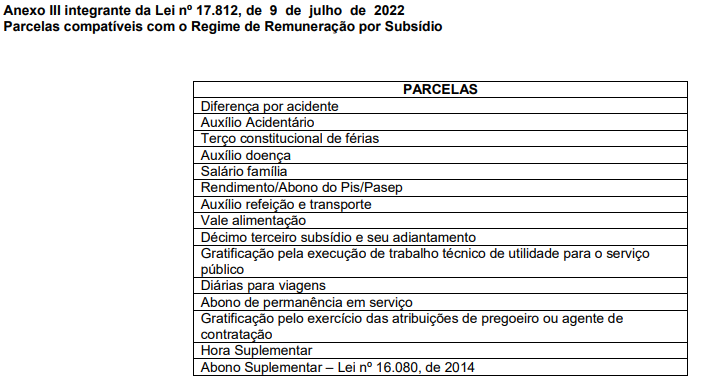 Anexo III integrante da Lei nº 17.812, de 9 de julho de 2022
Parcelas compatíveis com o Regime de Remuneração por Subsídio
PARCELAS
Diferença por acidente
Auxílio Acidentário
Terço constitucional de férias
Auxílio doença
Salário família
Rendimento/Abono do Pis/Pasep
Auxílio refeição e transporte
Vale alimentação
Décimo terceiro subsídio e seu adiantamento
Gratificação pela execução de trabalho técnico de utilidade para o serviço
público
Diárias para viagens
Abono de permanência em serviço
Gratificação pelo exercício das atribuições de pregoeiro ou agente de
contratação
Hora Suplementar
Abono Suplementar – Lei nº 16.080, de 2014